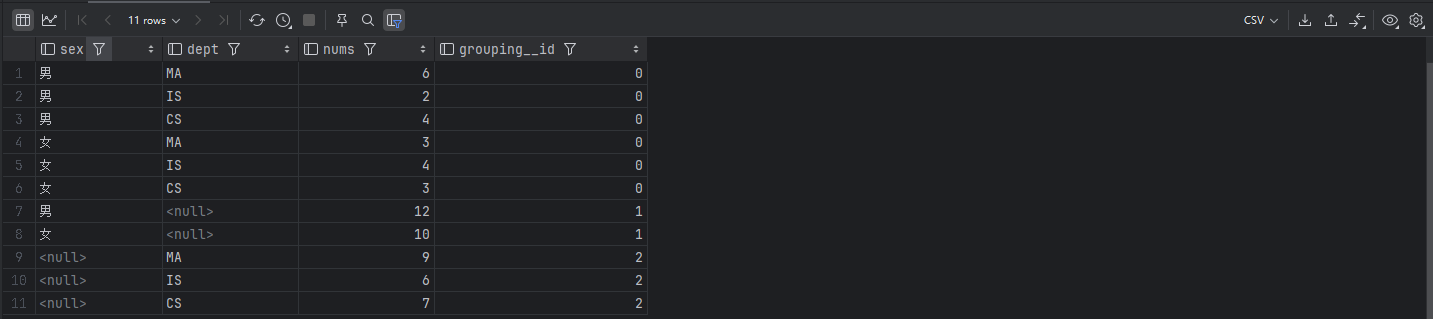 11 rows CSV
sex dept nums grouping__id
1 男 MA 6 0
2 男 IS 2 0
3 男 CS 4 0
4 女 MA 3 0
5 女 IS 4 0
6 女 CS 3 0
7 男 <null> 12 1
8 女 <null> 10 1
9 <null> MA 9 2
10 <null> IS 6 2
11 <null> CS 7 2